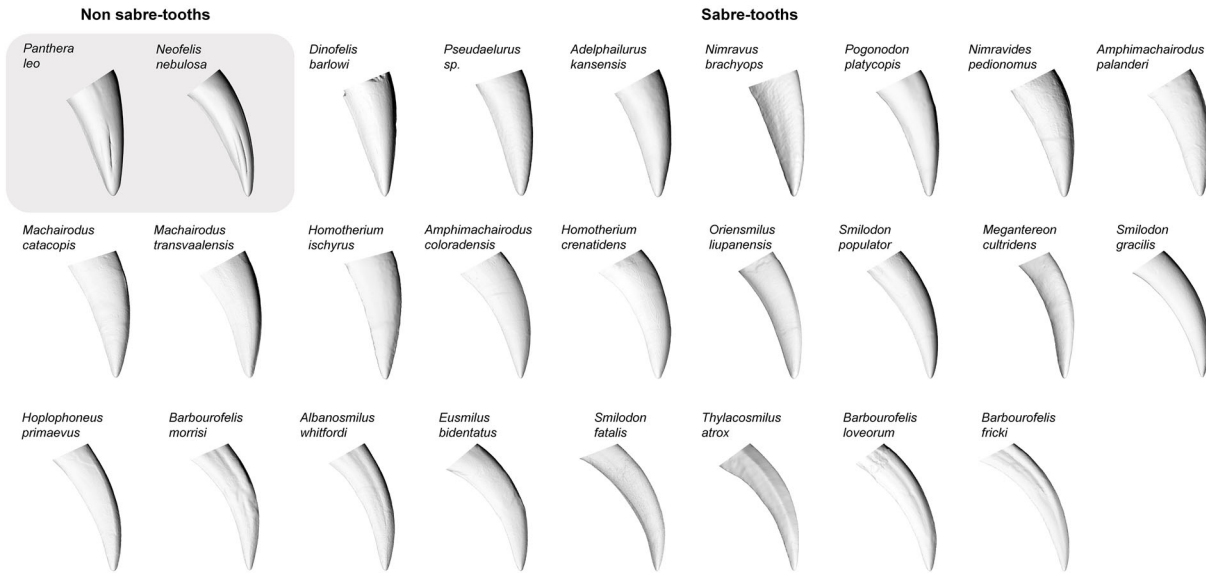 Non sabre-tooths
Sabre-tooths
Panthera
leo
Neofelis
nebulosa
Dinofelis
barlowi
Pseudaelurus
sp.
Adelphailurus
kansensis
Nimravus
brachyops
Pogonodon
platycopis
Nimravides
pedionomus
Amphimachairodus
palanderi
Machairodus
catacopis
Machairodus
transvaalensis
Homotherium
ischyrus
Amphimachairodus
coloradensis
Homotherium
crenatidens
Oriensmilus
liupanensis
Smilodon
populator
Megantereon
cultridens
Smilodon
gracilis
Hoplophoneus
primaevus
Barbourofelis
morrisi
Albanosmilus
whitfordi
Eusmilus
bidentatus
Smilodon
fatalis
Thylacosmilus
atrox
Barbourofelis
loveorum
Barbourofelis
fricki